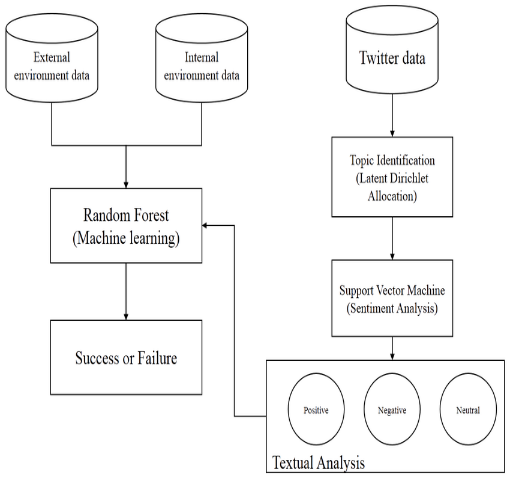 External
environment data
Internal
environment data
Twitter data
Topic Identification
(Latent Dirichlet
Allocation)
Random Forest
(Machine learning)
Support Vector Machine
(Sentiment Analysis)
Success or Failure
Positive
Negative
Neutral
Textual Analysis